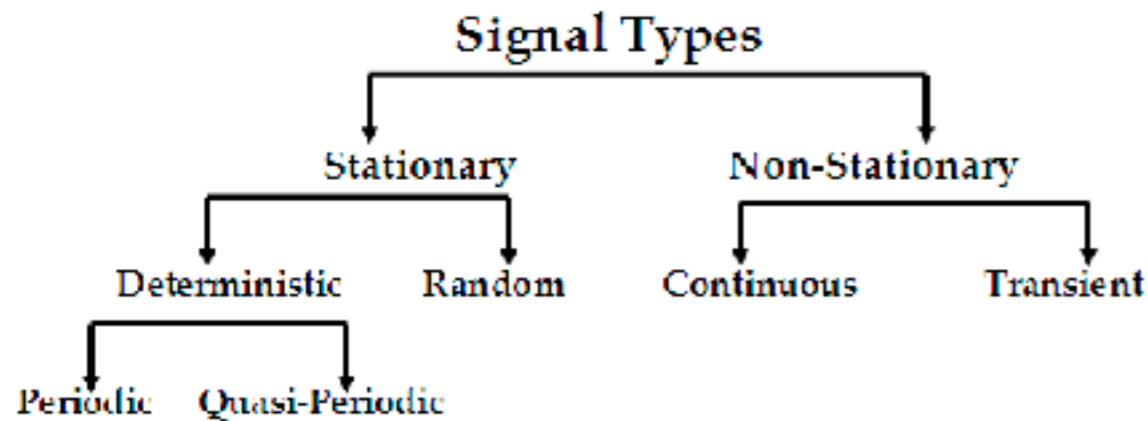 Signal Types
Stationary Non-Stationary
Deterministic Random Continuous Transient
Periodic Quasi-Periodic